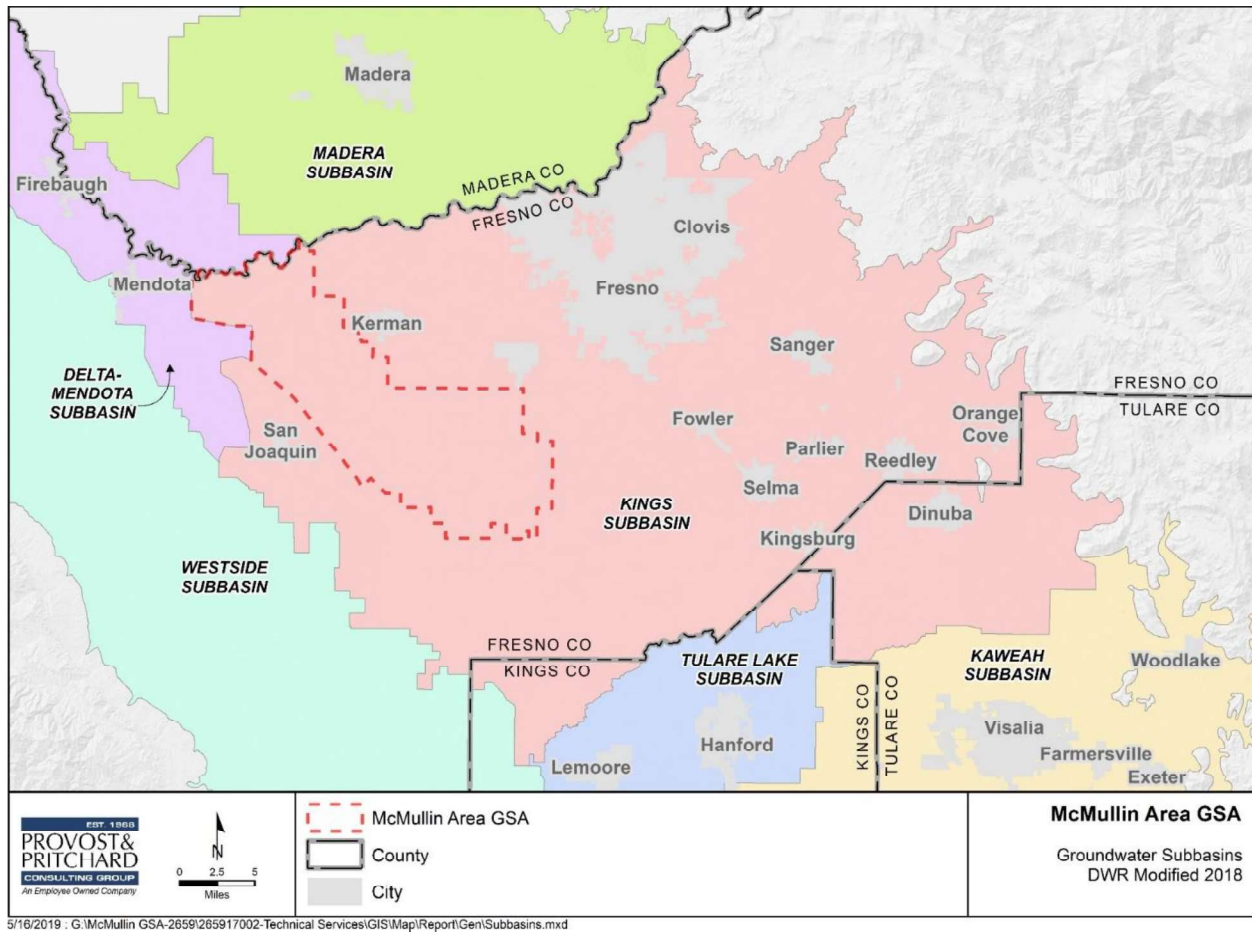 Madera
MADERA
SUBBASIN
Firebaugh
MADERA CO
FRESNO CO
Clovis
Mendota
Fresno
Kerman
Sanger
DELTA-
MENDOTA
SUBBASIN
FRESNO CO
TULARE CO
San
Joaquin
Fowler
Orange
Cove
Parlier
Reedley
Selma
KINGS
SUBBASIN
Dinuba
Kingsburg
WESTSIDE
SUBBASIN
FRESNO CO
KINGS CO
TULARE LAKE
SUBBASIN
KAWEAH
SUBBASIN
Woodlake
KINGS CO
TULARE CO
Visalia
Hanford
Farmersville
Lemoore
Exeter
EST. 1968
PROVOST&
PRITCHARD
CONSULTING GROUP
An Employee Owned Company
N
0 2.5 5
Miles
McMullin Area GSA
County
City
McMullin Area GSA
Groundwater Subbasins
DWR Modified 2018
5/16/2019 : G:\McMullin GSA-2659\265917002-Technical Services\GIS\Map\Report\Gen\Subbasins.mxd